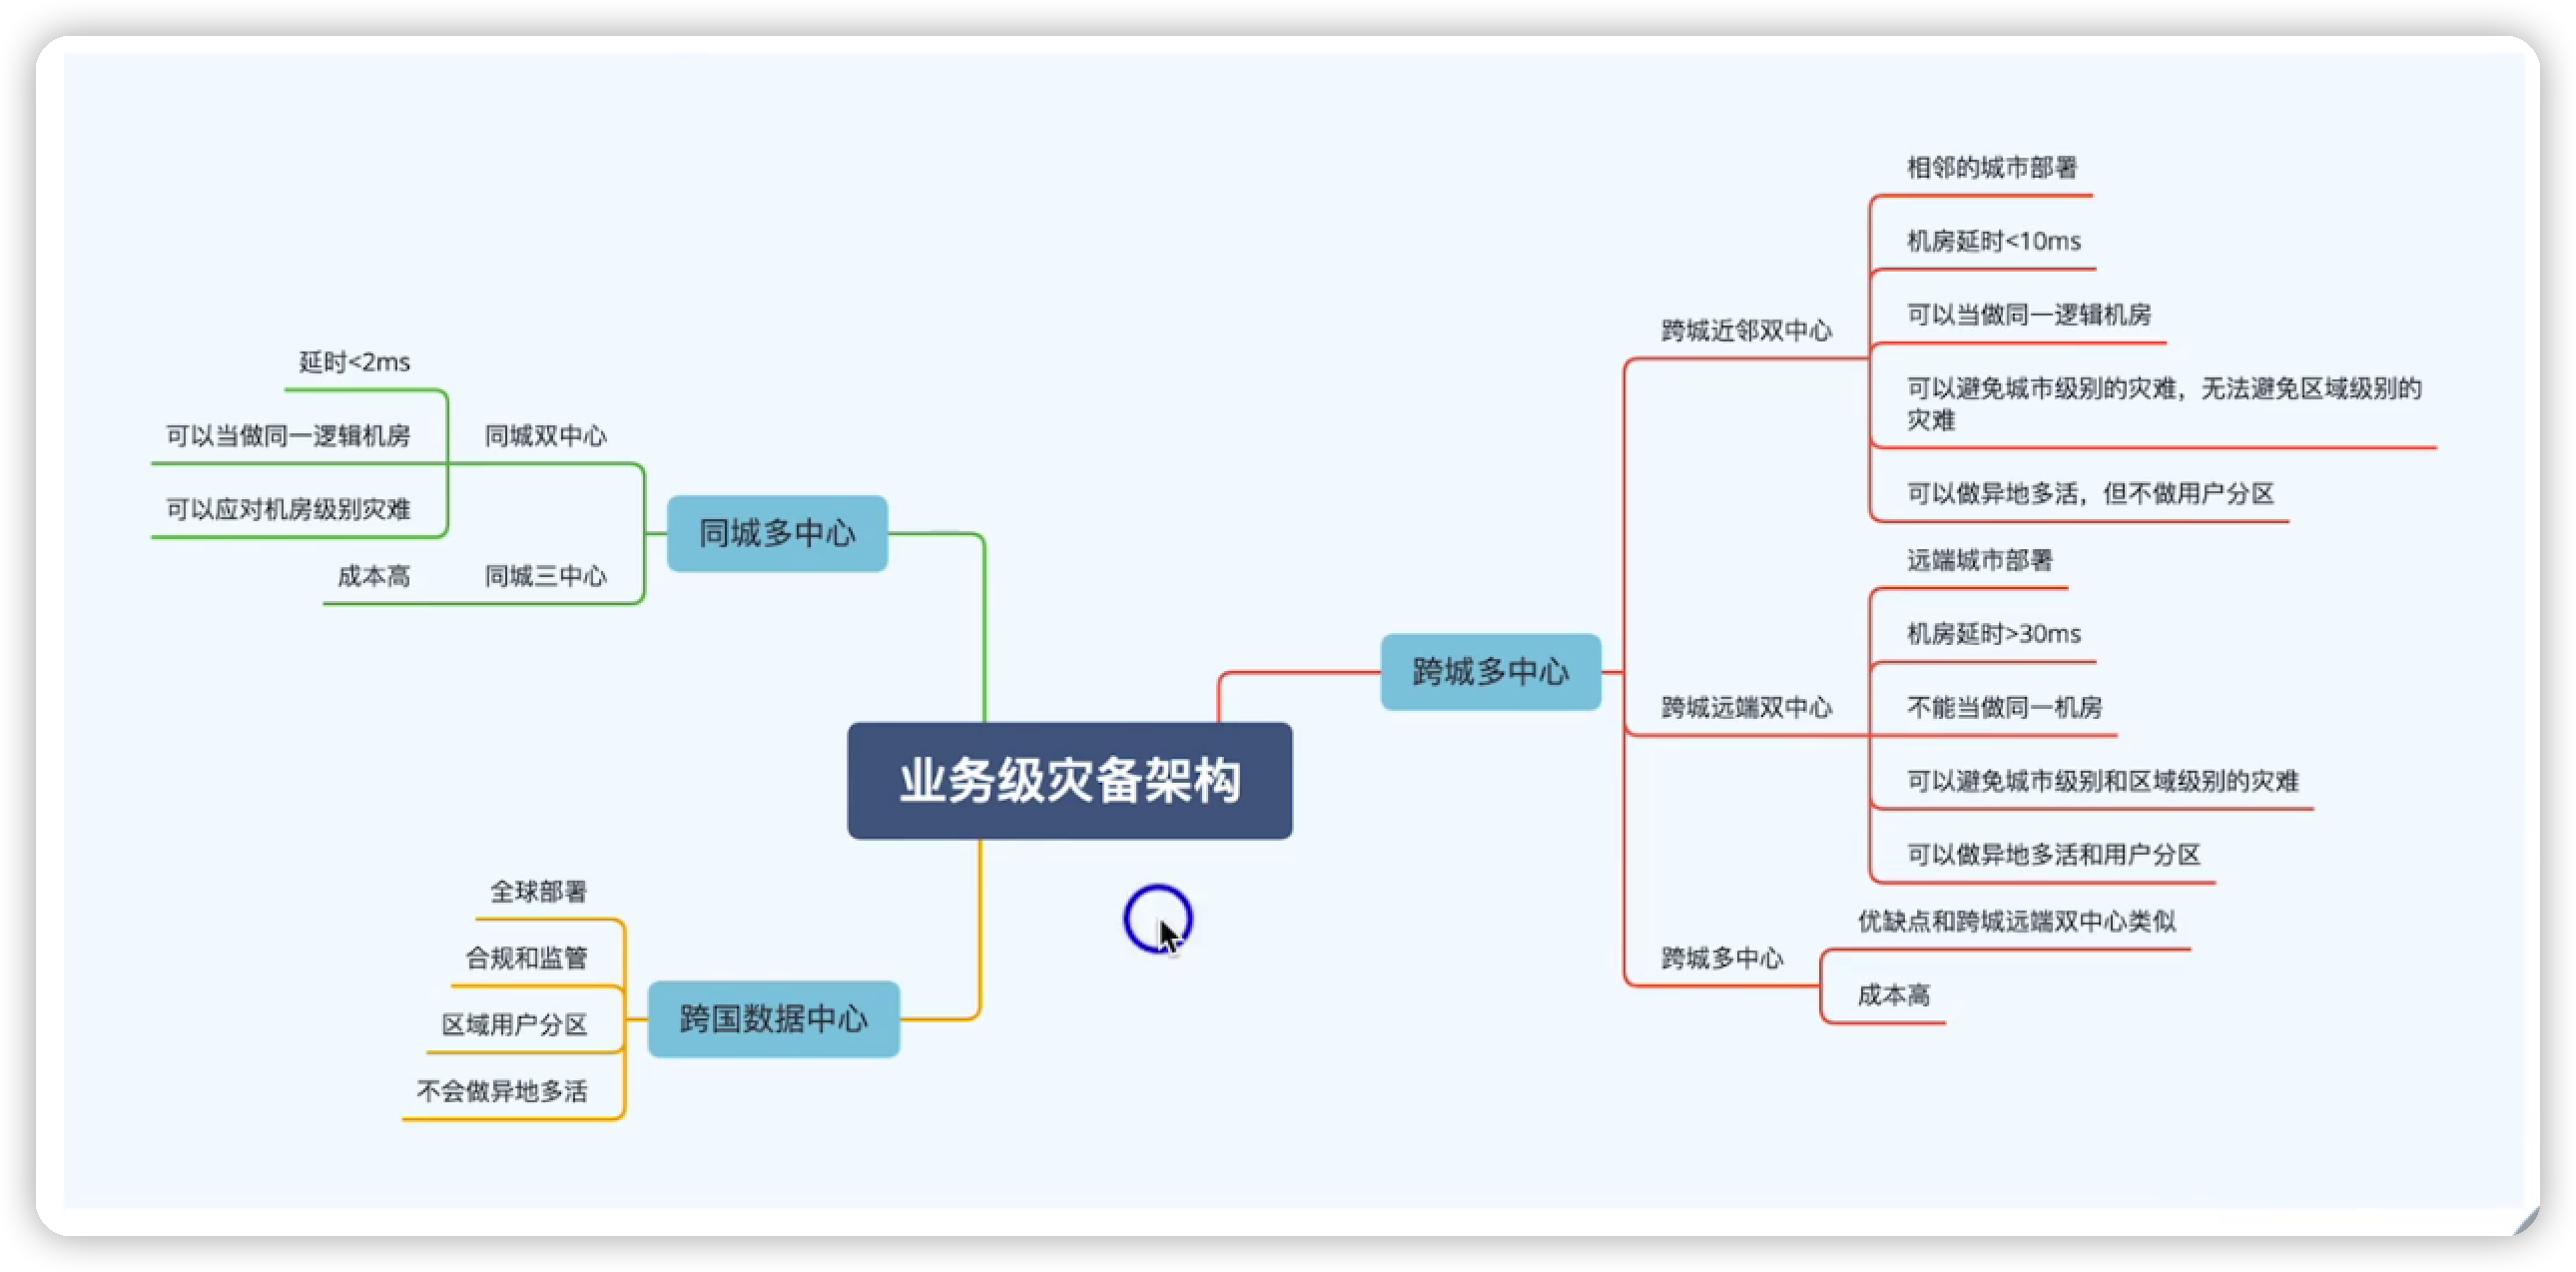 业务级灾备架构
同城多中心
同城双中心
延时<2ms
可以当做同一逻辑机房
可以应对机房级别灾难
同城三中心
成本高
跨国数据中心
全球部署
合规和监管
区域用户分区
不会做异地多活
跨城多中心
跨城近邻双中心
相邻的城市部署
机房延时<10ms
可以当做同一逻辑机房
可以避免城市级别的灾难，无法避免区域级别的
灾难
可以做异地多活，但不做用户分区
跨城远端双中心
远端城市部署
机房延时>30ms
不能当做同一机房
可以避免城市级别和区域级别的灾难
可以做异地多活和用户分区
跨城多中心
优缺点和跨城远端双中心类似
成本高